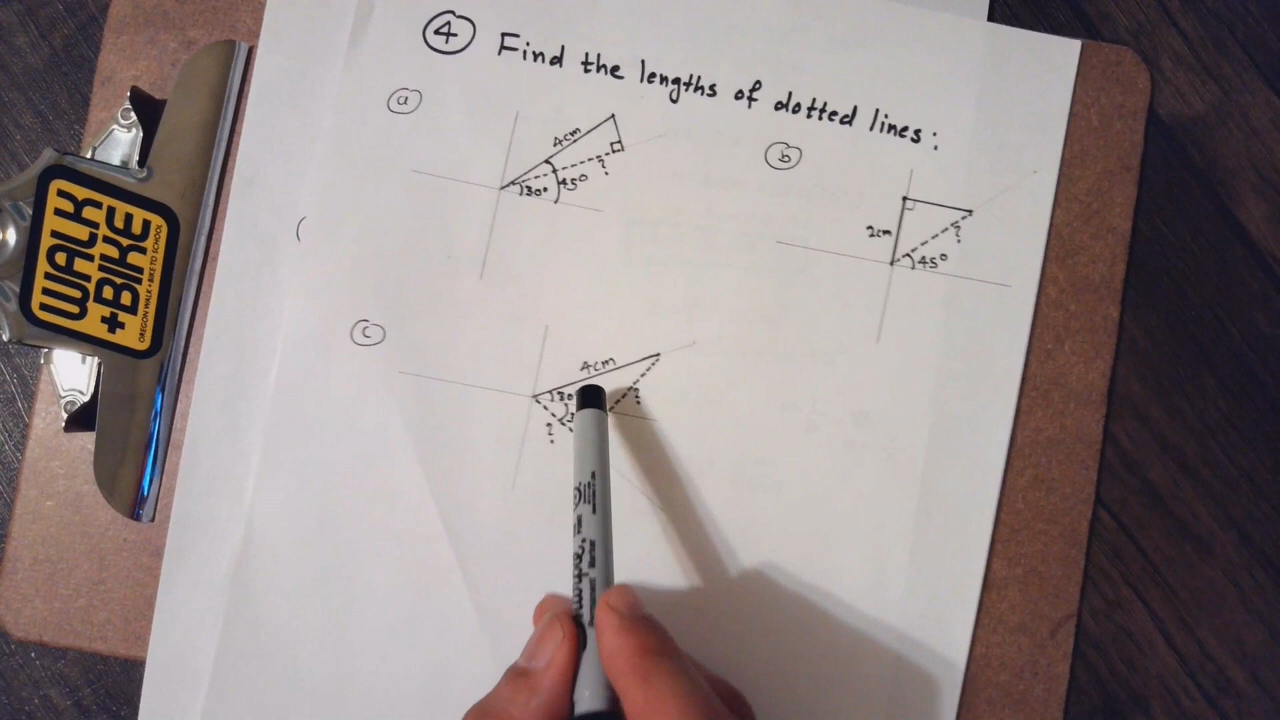 4 Find the lengths of dotted lines:
a
4cm
?
30°
45°
b
2cm
?
45°
c
4cm
30
?
?
WALK
+BIKE
OREGON WALK+BIKE TO SCHOOL
Sharpie